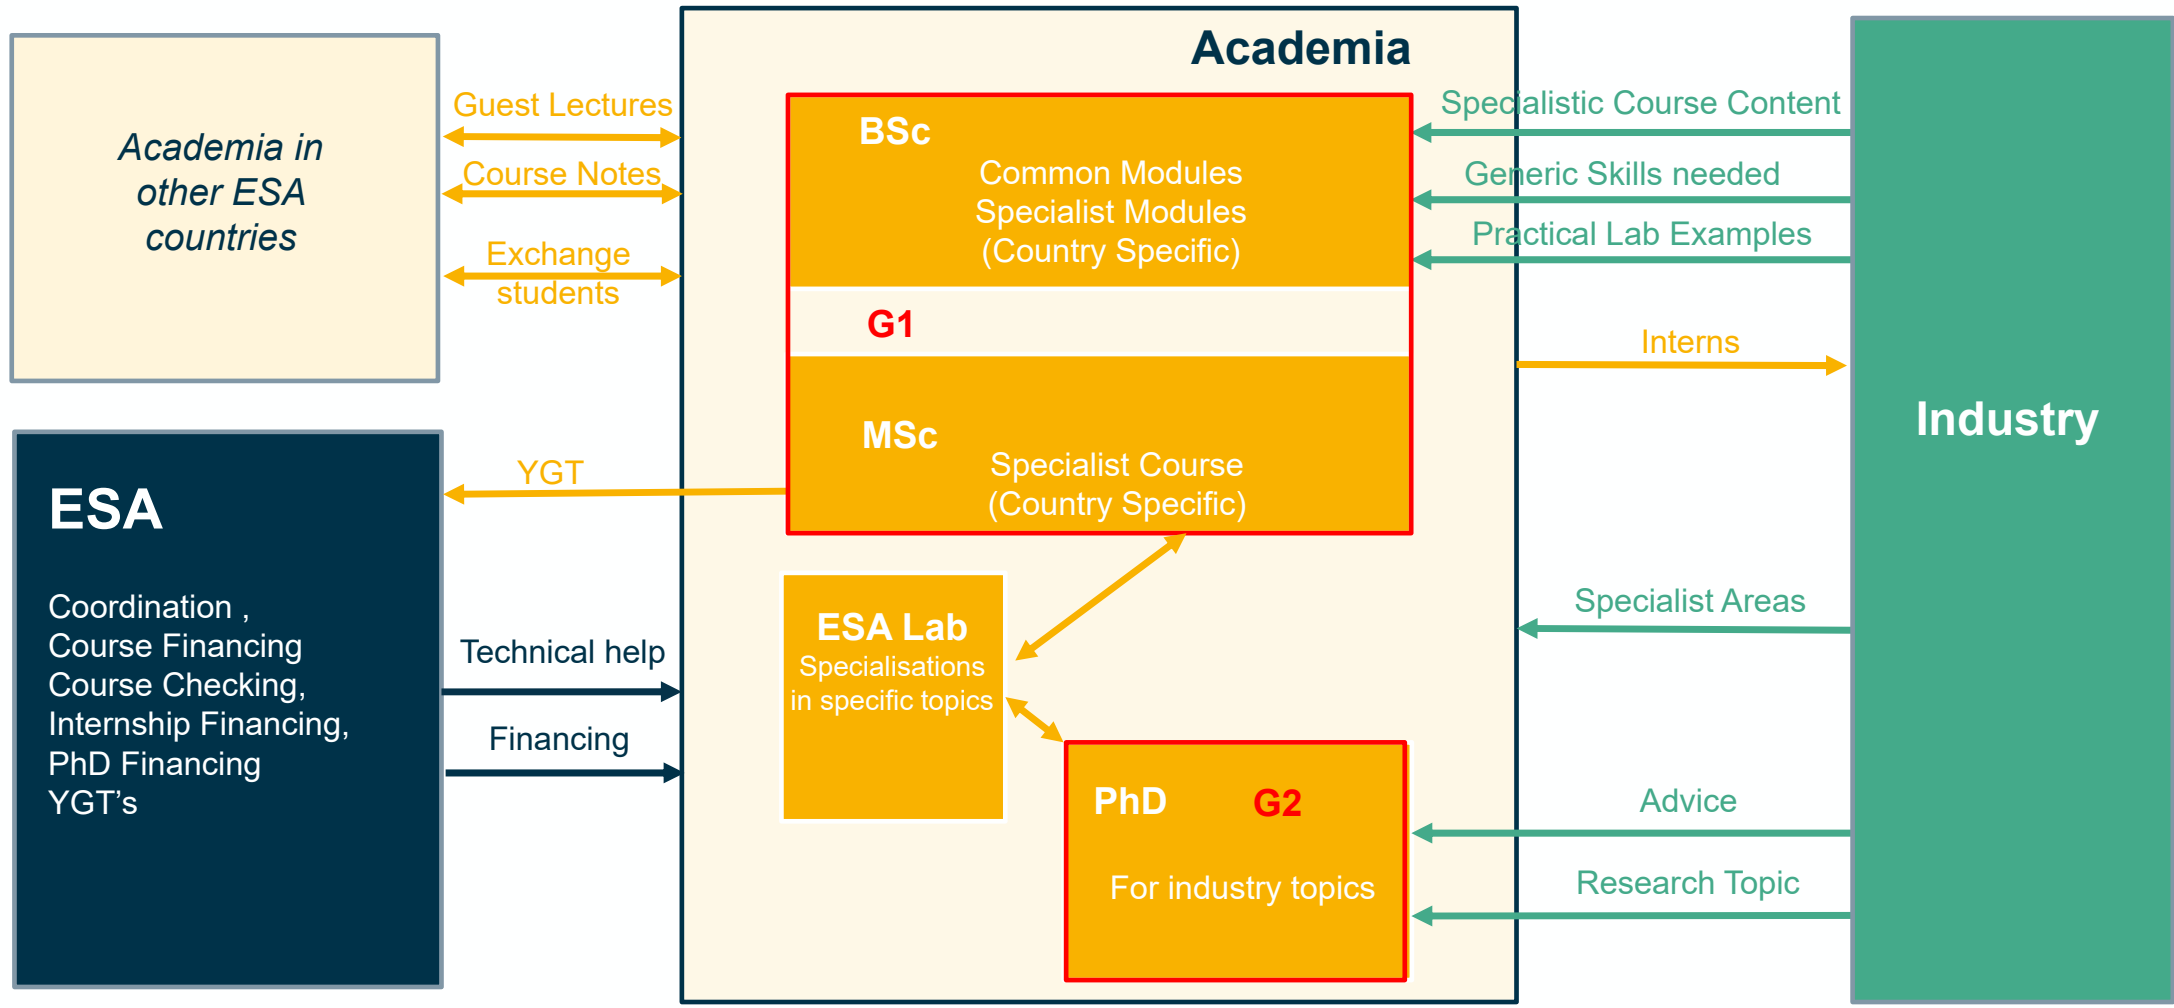 Academia in
other ESA
countries
Guest Lectures
Course Notes
Exchange
students
ESA
Coordination ,
Course Financing
Course Checking,
Internship Financing,
PhD Financing
YGT’s
YGT
Technical help
Financing
Academia
BSc
Common Modules
Specialist Modules
(Country Specific)
G1
MSc
Specialist Course
(Country Specific)
ESA Lab
Specialisations
in specific topics
PhD
G2
For industry topics
Specialistic Course Content
Generic Skills needed
Practical Lab Examples
Interns
Specialist Areas
Advice
Research Topic
Industry